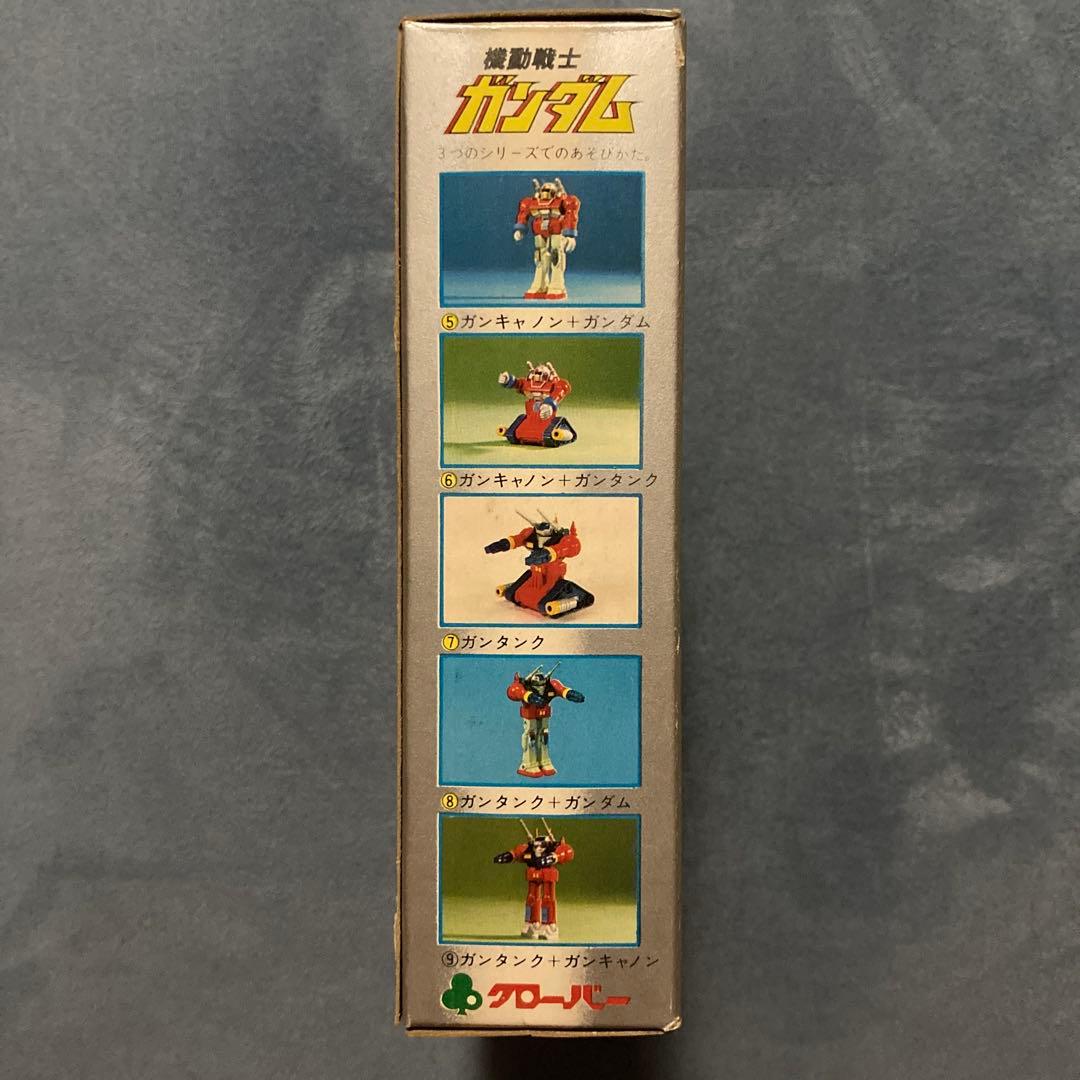 機動戦士
ガンダム
3つのシリーズでのあそびかた。
⑤ガンキャノン+ガンダム
⑥ガンキャノン+ガンタンク
⑦ガンタンク
⑧ガンタンク+ガンダム
⑨ガンタンク+ガンキャノン
クローバー